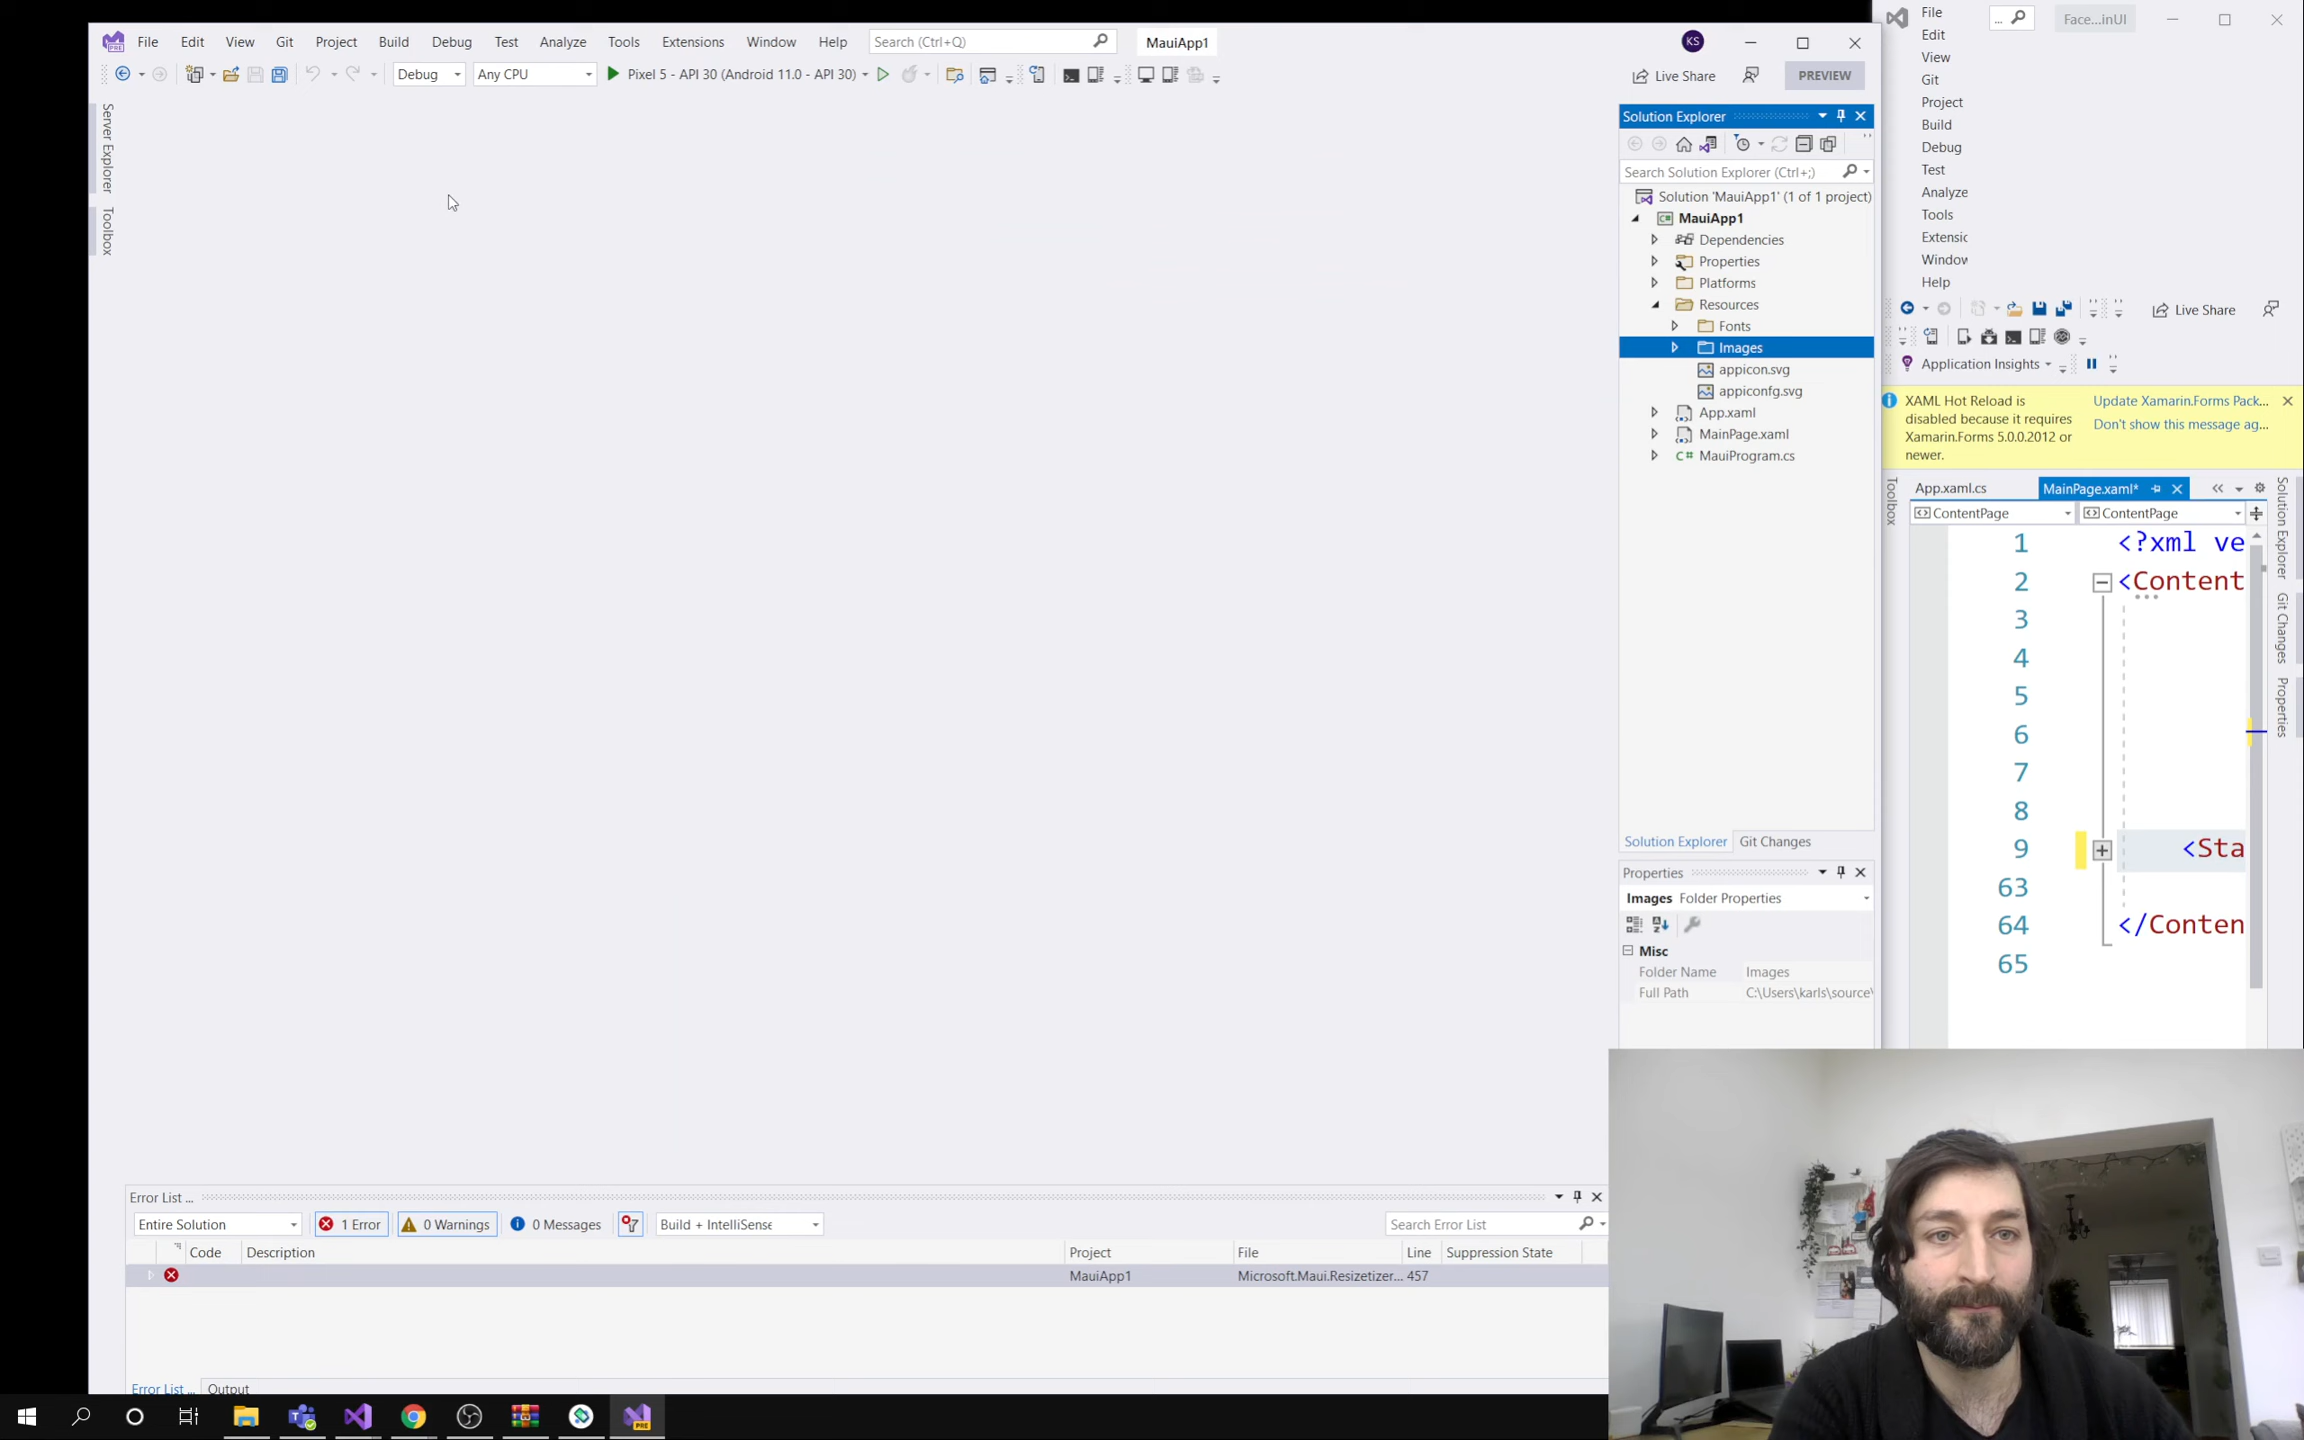 File Edit View Git Project Build Debug Test Analyze Tools Extensions Window Help Search (Ctrl+Q) MauiApp1 KS
Debug Any CPU Pixel 5 - API 30 (Android 11.0 - API 30) Live Share PREVIEW
Server Explorer
Toolbox
Solution Explorer
Search Solution Explorer (Ctrl+;)
Solution 'MauiApp1' (1 of 1 project)
MauiApp1
Dependencies
Properties
Platforms
Resources
Fonts
Images
appicon.svg
appiconfg.svg
App.xaml
MainPage.xaml
C# MauiProgram.cs
Solution Explorer Git Changes
Properties
Images Folder Properties
Misc
Folder Name Images
Full Path C:\Users\karls\source\
Error List ...
Entire Solution 1 Error 0 Warnings 0 Messages Build + IntelliSense Search Error List
Code Description Project File Line Suppression State
MauiApp1 Microsoft.Maui.Resizetizer... 457
Error List ... Output
File
Edit
View
Git
Project
Build
Debug
Test
Analyze
Tools
Extensic
Window
Help
... Face...inUI
Live Share
Application Insights
XAML Hot Reload is
disabled because it requires
Xamarin.Forms 5.0.0.2012 or
newer.
Update Xamarin.Forms Pack...
Don't show this message ag...
Toolbox
App.xaml.cs MainPage.xaml*
ContentPage ContentPage
1 <?xml ve
2 <Content
3
4
5
6
7
8
9 <Sta
63
64 </Conten
65
Solution Explorer
Git Changes
Properties